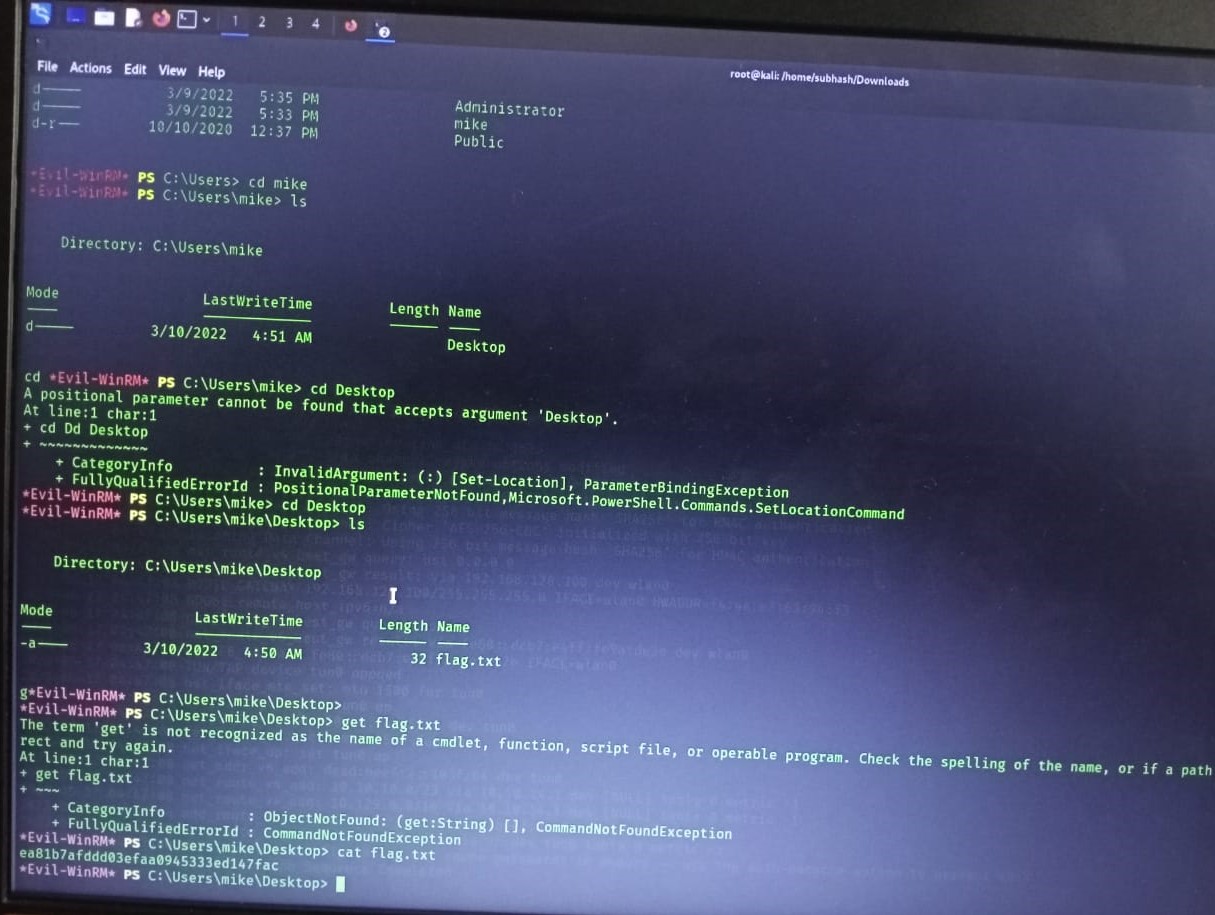 1 2 3 4
2
File Actions Edit View Help
root@kali: /home/subhash/Downloads
d—— 3/9/2022 5:35 PM Administrator
d—— 3/9/2022 5:33 PM mike
d-r— 10/10/2020 12:37 PM Public
*Evil-WinRM* PS C:\Users> cd mike
*Evil-WinRM* PS C:\Users\mike> ls
Directory: C:\Users\mike
Mode LastWriteTime Length Name
d—— 3/10/2022 4:51 AM Desktop
cd *Evil-WinRM* PS C:\Users\mike> cd Desktop
A positional parameter cannot be found that accepts argument 'Desktop'.
At line:1 char:1
+ cd Dd Desktop
+ ~~~~~~~~~~~~~
+ CategoryInfo : InvalidArgument: (:) [Set-Location], ParameterBindingException
+ FullyQualifiedErrorId : PositionalParameterNotFound,Microsoft.PowerShell.Commands.SetLocationCommand
*Evil-WinRM* PS C:\Users\mike> cd Desktop
*Evil-WinRM* PS C:\Users\mike\Desktop> ls
Directory: C:\Users\mike\Desktop
Mode LastWriteTime Length Name
-a—— 3/10/2022 4:50 AM 32 flag.txt
g*Evil-WinRM* PS C:\Users\mike\Desktop>
*Evil-WinRM* PS C:\Users\mike\Desktop> get flag.txt
The term 'get' is not recognized as the name of a cmdlet, function, script file, or operable program. Check the spelling of the name, or if a path
rect and try again.
At line:1 char:1
+ get flag.txt
+ ~~~
+ CategoryInfo : ObjectNotFound: (get:String) [], CommandNotFoundException
+ FullyQualifiedErrorId : CommandNotFoundException
*Evil-WinRM* PS C:\Users\mike\Desktop> cat flag.txt
ea81b7afddd03efaa0945333ed147fac
*Evil-WinRM* PS C:\Users\mike\Desktop>